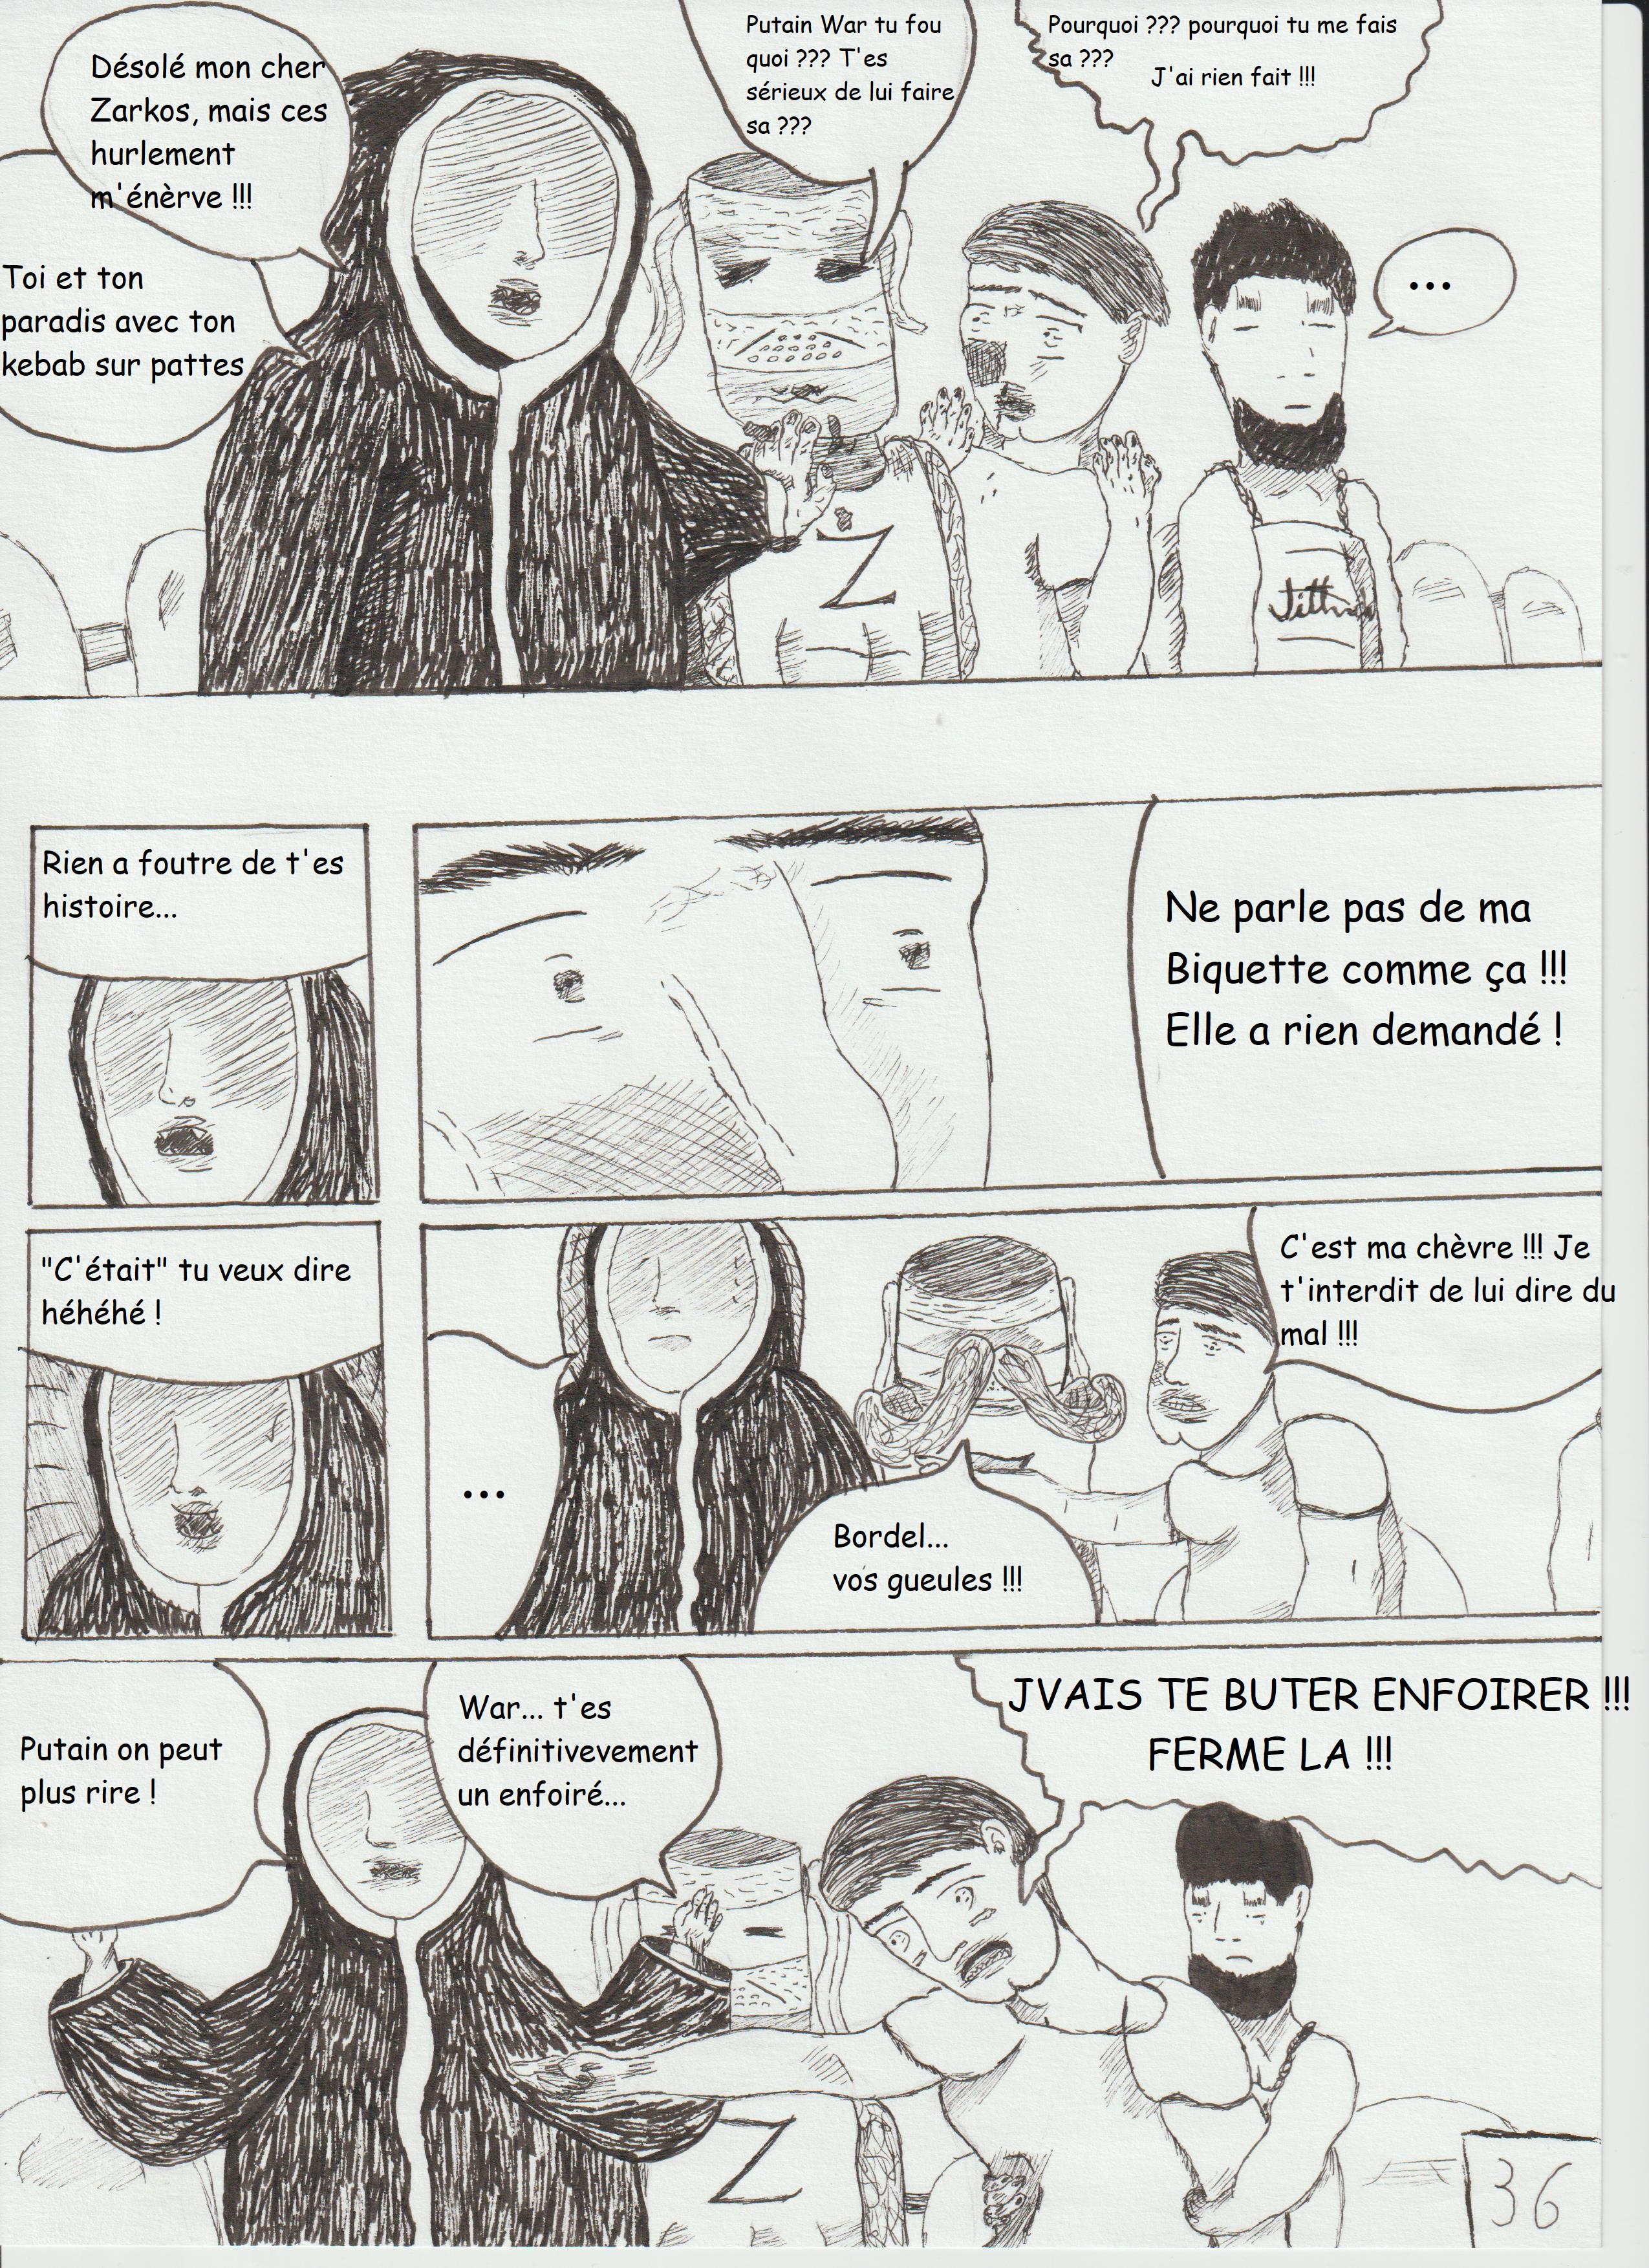 Désolé mon cher
Zarkos, mais ces
hurlement
m'énèrve !!!
Toi et ton
paradis avec ton
kebab sur pattes
Putain War tu fou
quoi ??? T'es
sérieux de lui faire
sa ???
Pourquoi ??? pourquoi tu me fais
sa ???
J'ai rien fait !!!
...
Z
Rien a foutre de t'es
histoire...
Ne parle pas de ma
Biquette comme ça !!!
Elle a rien demandé !
"C'était" tu veux dire
héhéhé !
...
Bordel...
vos gueules !!!
C'est ma chèvre !!! Je
t'interdit de lui dire du
mal !!!
Putain on peut
plus rire !
War... t'es
définitivevement
un enfoiré...
JVAIS TE BUTER ENFOIRER !!!
FERME LA !!!
Z
36